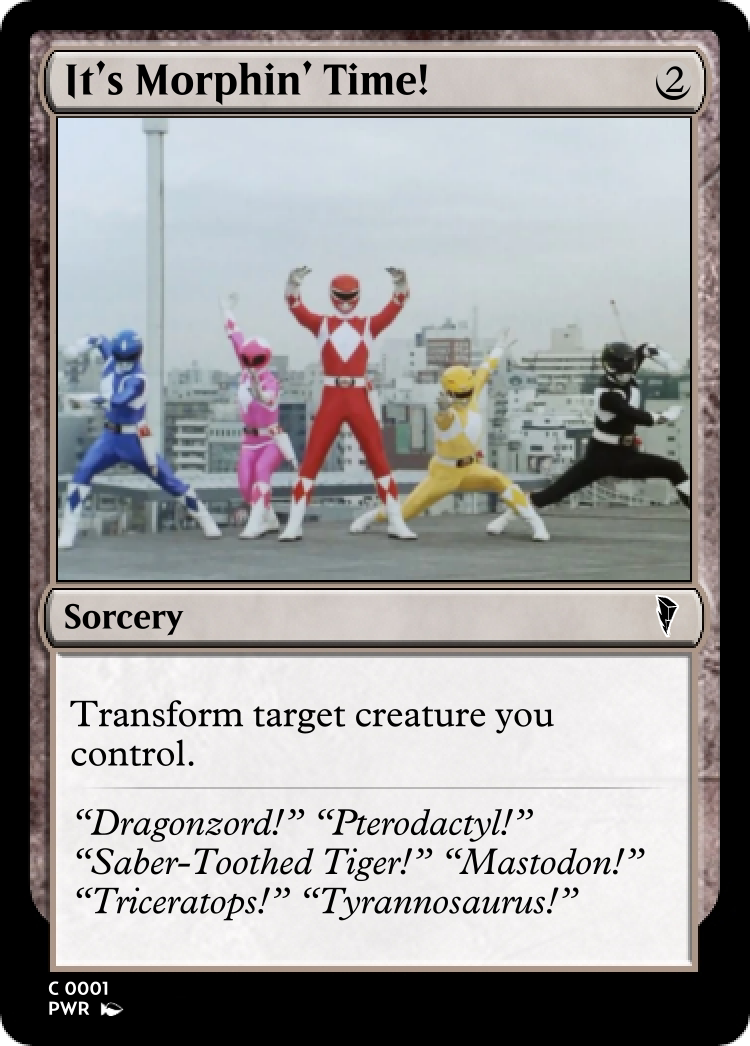 It's Morphin' Time! 2
Sorcery
Transform target creature you
control.
“Dragonzord!” “Pterodactyl!”
“Saber-Toothed Tiger!” “Mastodon!”
“Triceratops!” “Tyrannosaurus!”
C 0001
PWR